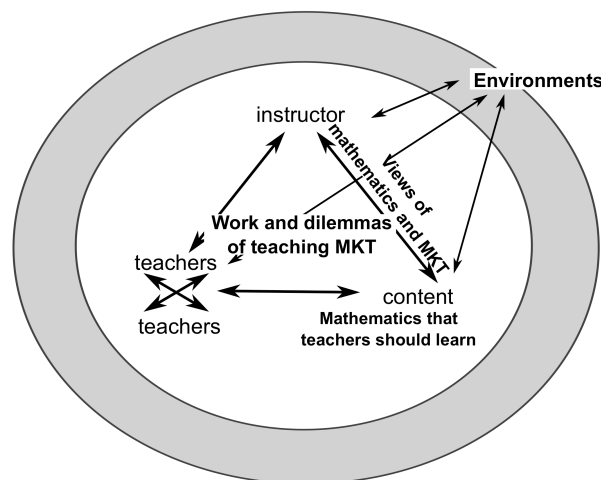 Environments
instructor
Views of
mathematics and MKT
Work and dilemmas
of teaching MKT
teachers
teachers
content
Mathematics that
teachers should learn